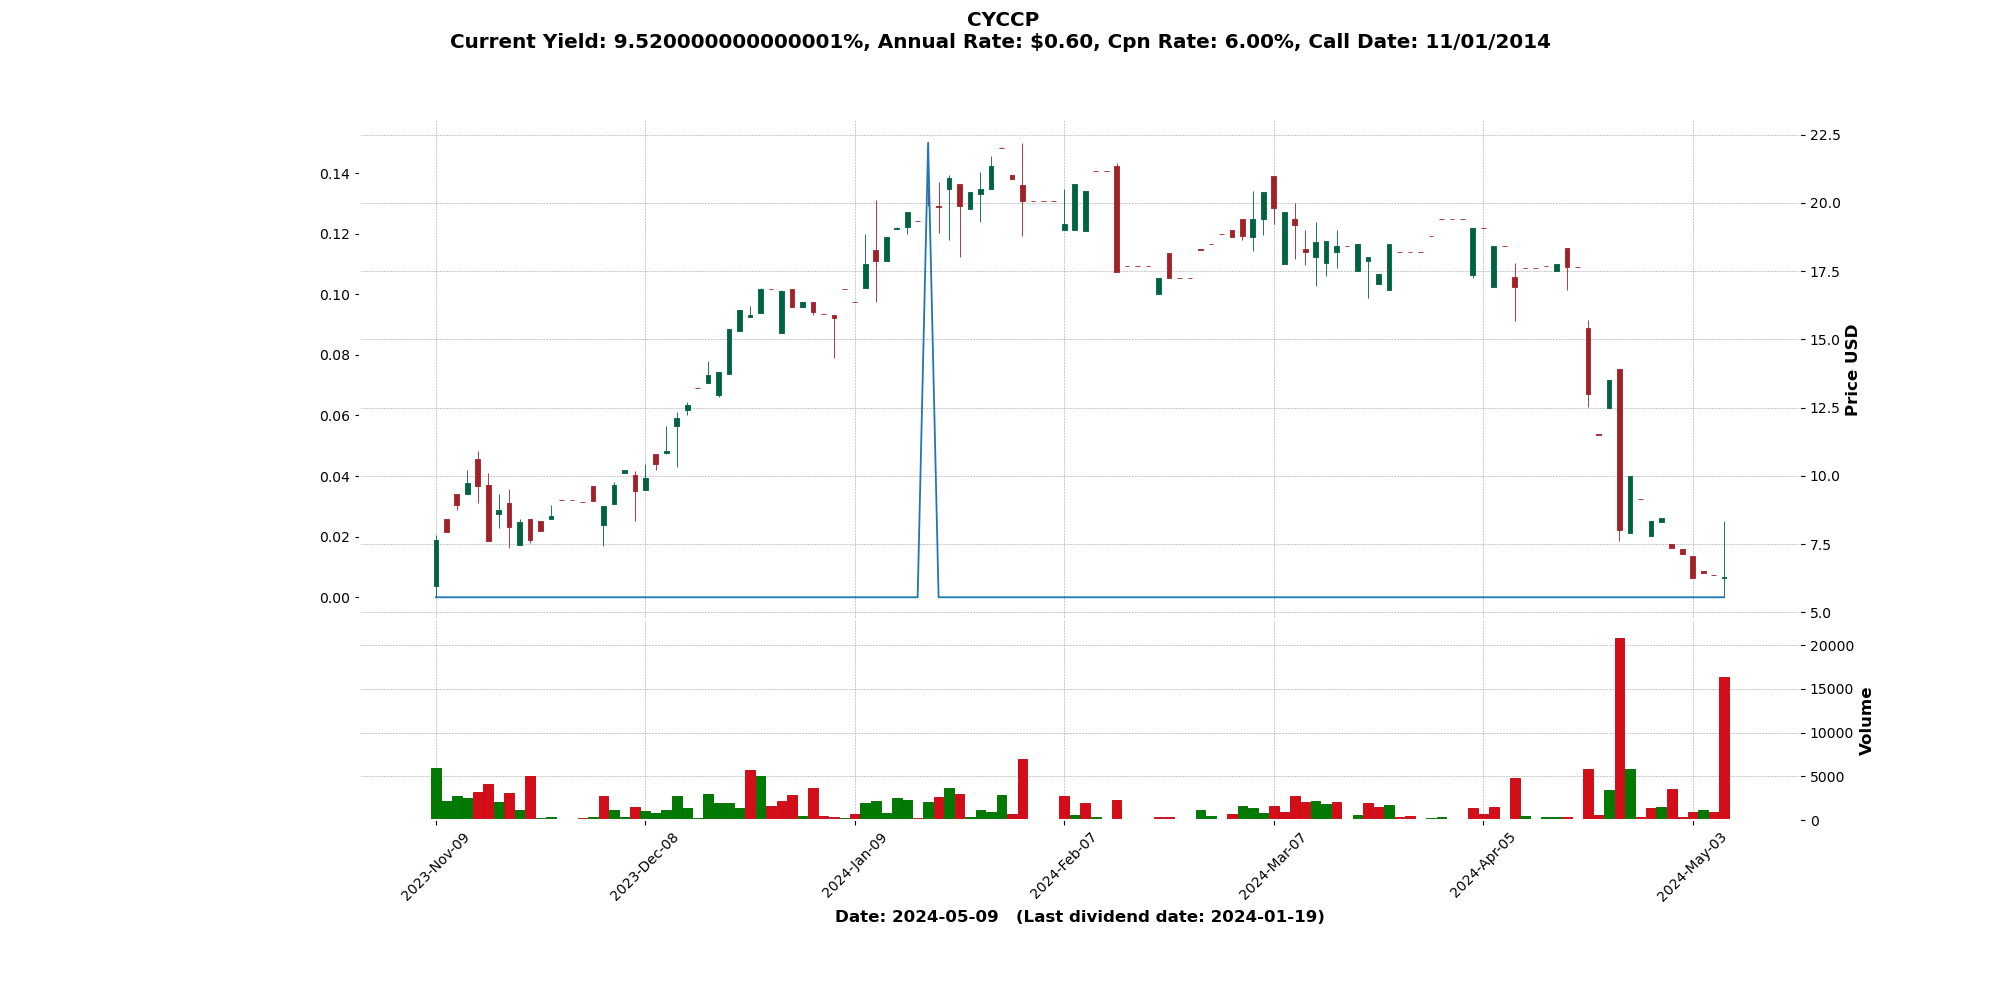 CYCCP
Current Yield: 9.520000000000001%, Annual Rate: $0.60, Cpn Rate: 6.00%, Call Date: 11/01/2014
0.14
0.12
0.10
0.08
0.06
0.04
0.02
0.00
22.5
20.0
17.5
15.0
12.5
10.0
7.5
5.0
Price USD
20000
15000
10000
5000
0
Volume
2023-Nov-09
2023-Dec-08
2024-Jan-09
2024-Feb-07
2024-Mar-07
2024-Apr-05
2024-May-03
Date: 2024-05-09   (Last dividend date: 2024-01-19)